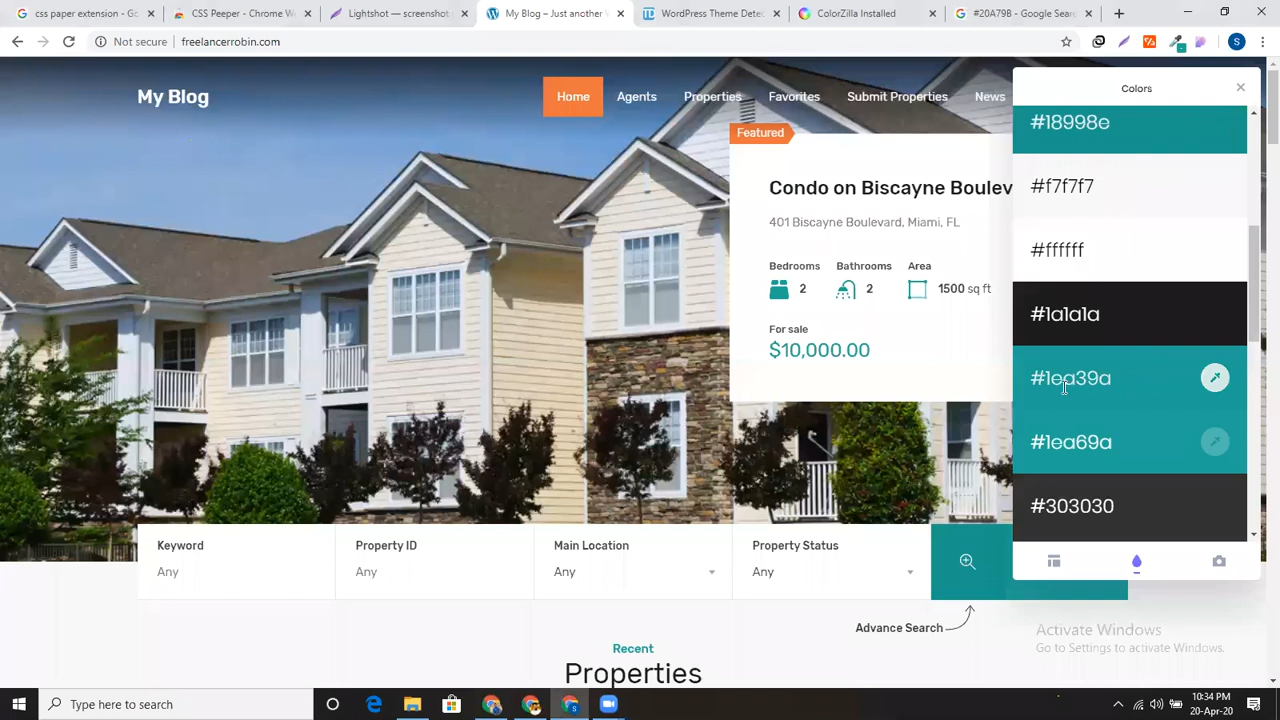 css paper extension - Go
CSS Peeper - Chrome W
Lightshot — screenshot
My Blog – Just another W
WordPress Theme Detect
ColorZilla Installed
#20A79B - Google Search
Not secure
freelancerrobin.com
S
My Blog
Home
Agents
Properties
Favorites
Submit Properties
News
Featured
Condo on Biscayne Boulev
401 Biscayne Boulevard, Miami, FL
Bedrooms
Bathrooms
Area
2
2
1500 sq ft
For sale
$10,000.00
Colors
#18998e
#f7f7f7
#ffffff
#1a1a1a
#1ea39a
#1ea69a
#303030
Keyword
Any
Property ID
Any
Main Location
Any
Property Status
Any
Advance Search
Recent
Properties
Activate Windows
Go to Settings to activate Windows.
Type here to search
10:34 PM
20-Apr-20